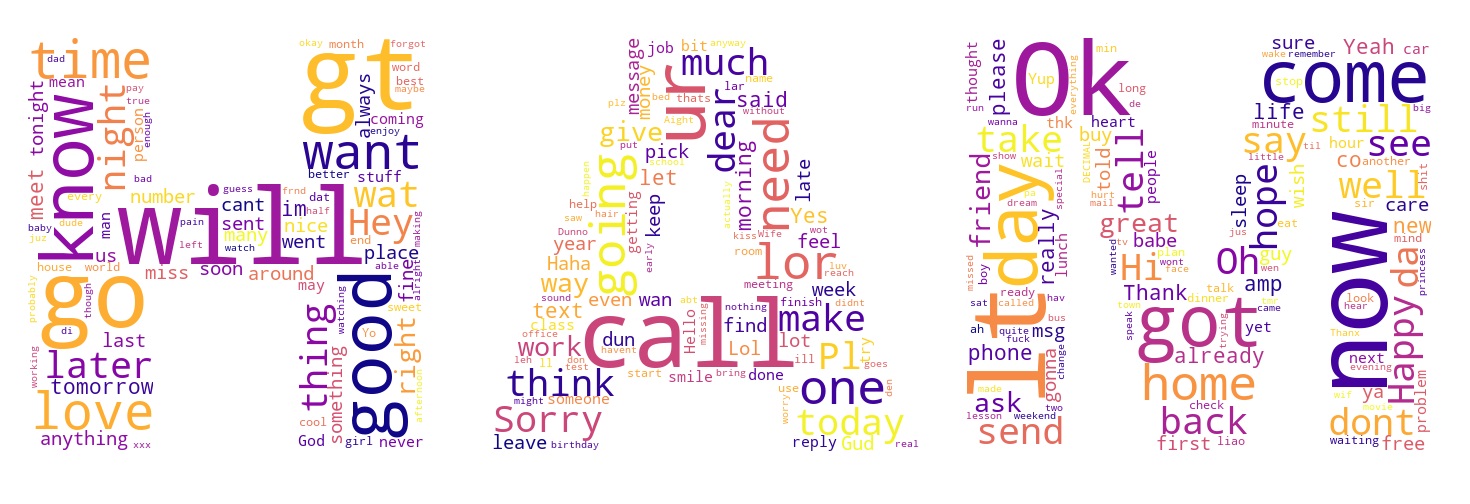 time
dad
mean
know
tonight
meet
night
pay
true
person
enough
bad
every
dude
baby
juz
man
us
number
will
pain
left
guess
cant
sent
many
watch
frnd
im
half
nice
went
dat
house
world
miss
soon
around
may
go
probably
though
di
last
later
working
tomorrow
love
anything
xxx
okay
month
forgot
gt
word
best
maybe
always
coming
enjoy
want
better
stuff
wat
Hey
end
making
place
able
fine
alright
good
watching
sweet
Yo
thing
something
right
afternoon
cool
God
girl
never
message
job
bit
anyway
money
much
ur
plz
bed
thats
lar
name
said
without
Aight
dear
give
put
pick
school
going
let
need
happen
morning
late
actually
help
hair
saw
keep
Dunno
getting
year
early
Yes
wot
feel
kiss
Wife
room
luv
reach
lor
Haha
way
meeting
week
sound
even
wan
abt
nothing
finish
didnt
text
class
call
Hello
missing
find
make
office
work
dun
havent
Lol
lot
Pl
try
goes
leh
ll
don
test
ill
start
smile
bring
done
think
might
someone
use
worry
one
den
Sorry
today
leave
birthday
reply
Gud
real
thought
please
Ok
Yup
everything
min
long
de
run
wanna
thk
heart
take
buy
show
wait
DECIMAL
told
hurt
mail
tell
people
friend
day
pa
dream
special
really
lunch
great
missed
boy
wanted
tv
babe
Hi
plan
wont
face
ready
called
hav
sat
lt
bus
ah
quite
fuck
msg
phone
gonna
change
made
ask
two
lesson
weekend
send
Thank
town
speak
got
trying
already
home
check
back
first
liao
sure
wake
remember
Yeah
car
come
stop
big
life
minute
still
say
til
hour
see
little
co
another
sleep
hope
wish
well
shit
sir
care
jus
eat
new
Oh
guy
wen
mind
now
da
princess
amp
talk
dinner
tar
came
yet
look
hear
Happy
Thanx
next
evening
problem
wif
ya
movie
dont
waiting
free